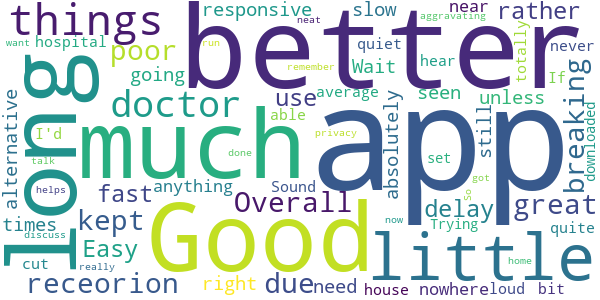 things
responsive
slow
near
rather
neat
aggravating
hospital
poor
quiet
hear
never
want
run
better
going
Wait
If
totally
remember
long
alternative
doctor
use
average
seen
unless
breaking
downloaded
I'd
much
able
app
absolutely
still
set
talk
done
privacy
helps
fast
anything
Sound
So
got
Overall
delay
Trying
great
times
discuss
kept
Good
little
now
quite
cut
Easy
really
home
receorion
right
due
need
house
nowhere
loud
bit